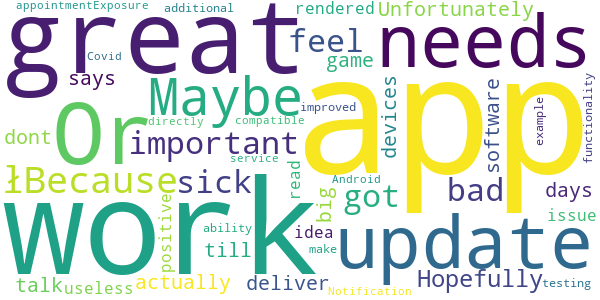 appointmentExposure
additional
rendered
Unfortunately
great
needs
feel
Covid
says
game
Maybe
app
improved
devices
software
example
functionality
Or
directly
compatible
dont
important
service
łBecause
sick
read
Android
got
bad
days
big
work
positive
ability
till
idea
make
update
issue
talk
useless
actually
deliver
Notification
Hopefully
testing